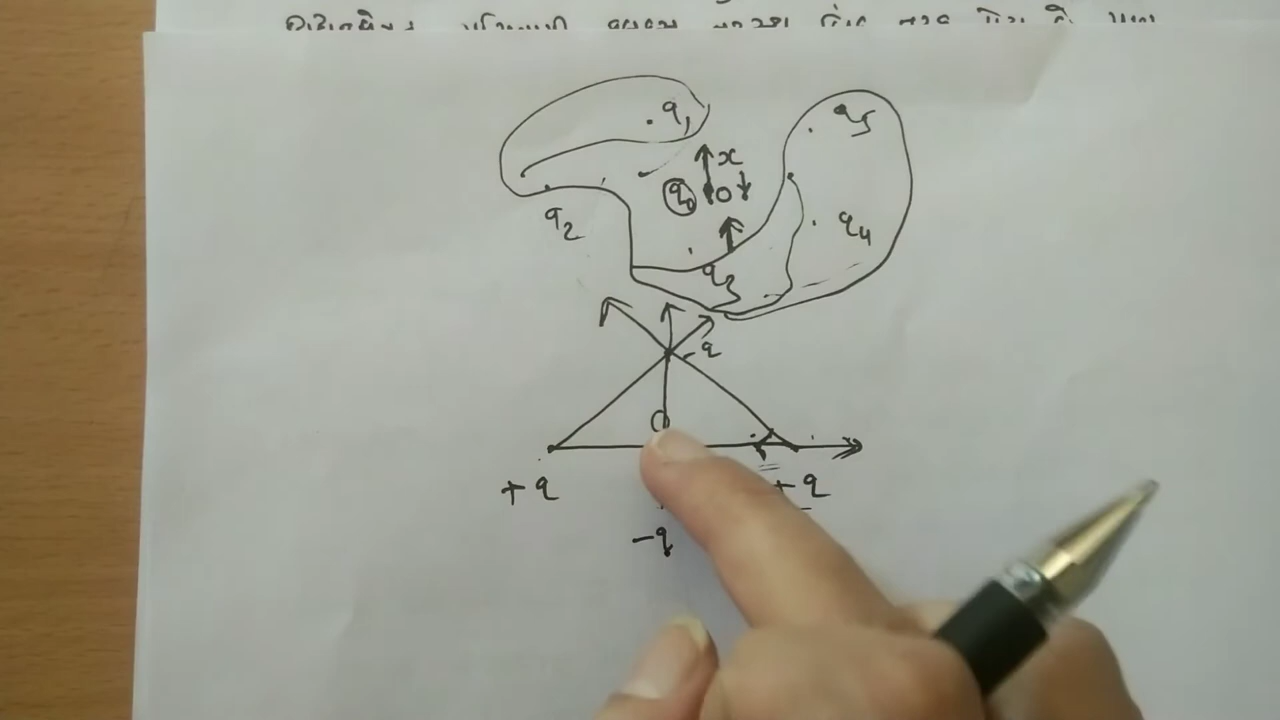 q₁
q₅
x
q₀ O
q₂
q₄
q₃
-q
O
+q
+q
-q